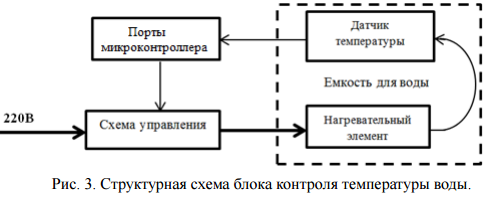 Порты
микроконтроллера
Датчик
температуры
Емкость для воды
220В
Схема управления
Нагревательный
элемент
Рис. 3. Структурная схема блока контроля температуры воды.